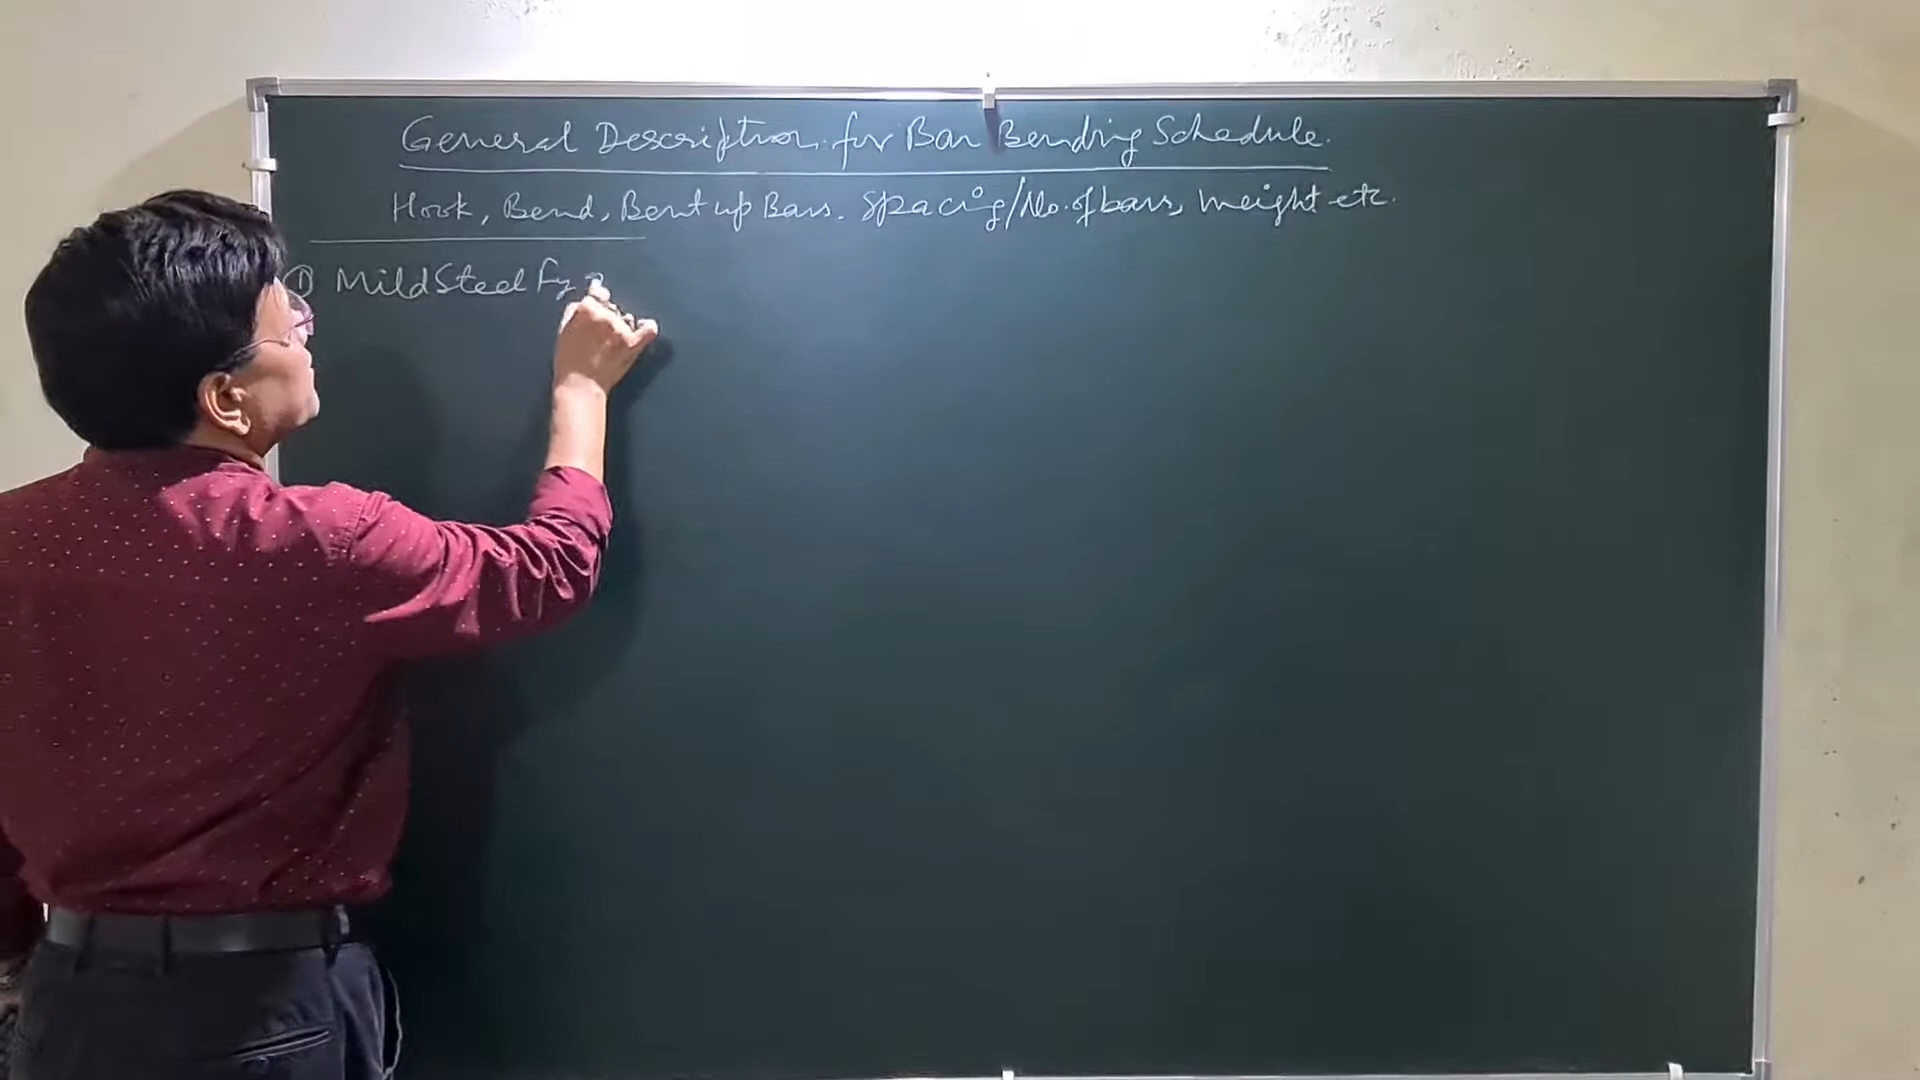 General Description for Bar Bending Schedule.
Hook, Bend, Bent up Bars. Spacing/No. of bars, Weight etc.
① Mild Steel Fy